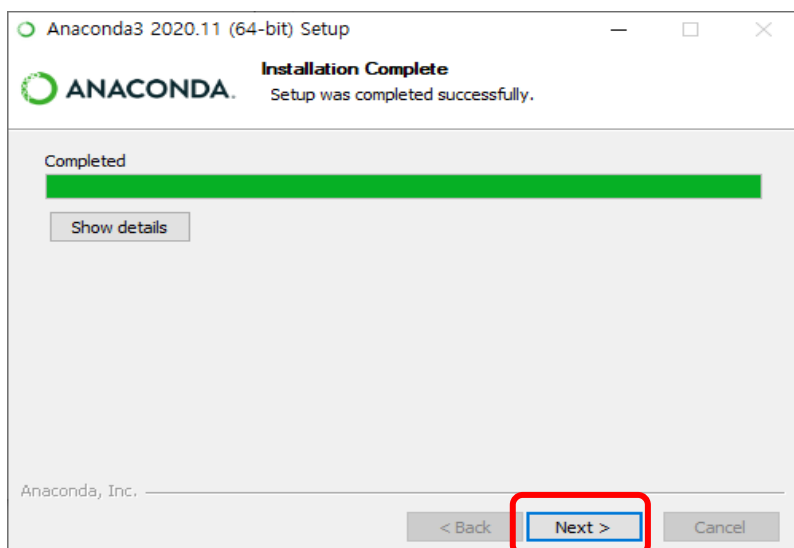 Anaconda3 2020.11 (64-bit) Setup
ANACONDA.
Installation Complete
Setup was completed successfully.
Completed
Show details
Anaconda, Inc.
< Back
Next >
Cancel